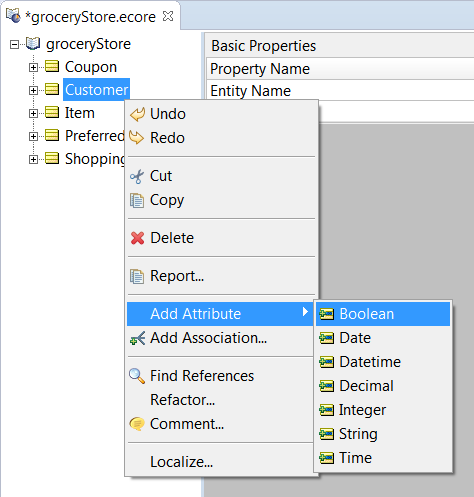 *groceryStore.ecore
groceryStore
Coupon
Customer
Item
Preferred
Shopping
Basic Properties
Property Name
Entity Name
Undo
Redo
Cut
Copy
Delete
Report...
Add Attribute
Add Association...
Find References
Refactor...
Comment...
Localize...
Boolean
Date
Datetime
Decimal
Integer
String
Time